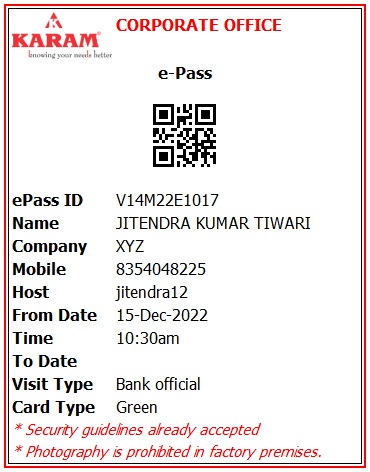 CORPORATE OFFICE
KARAM®
knowing your needs better
e-Pass
ePass ID V14M22E1017
Name JITENDRA KUMAR TIWARI
Company XYZ
Mobile 8354048225
Host jitendra12
From Date 15-Dec-2022
Time 10:30am
To Date
Visit Type Bank official
Card Type Green
* Security guidelines already accepted
* Photography is prohibited in factory premises.